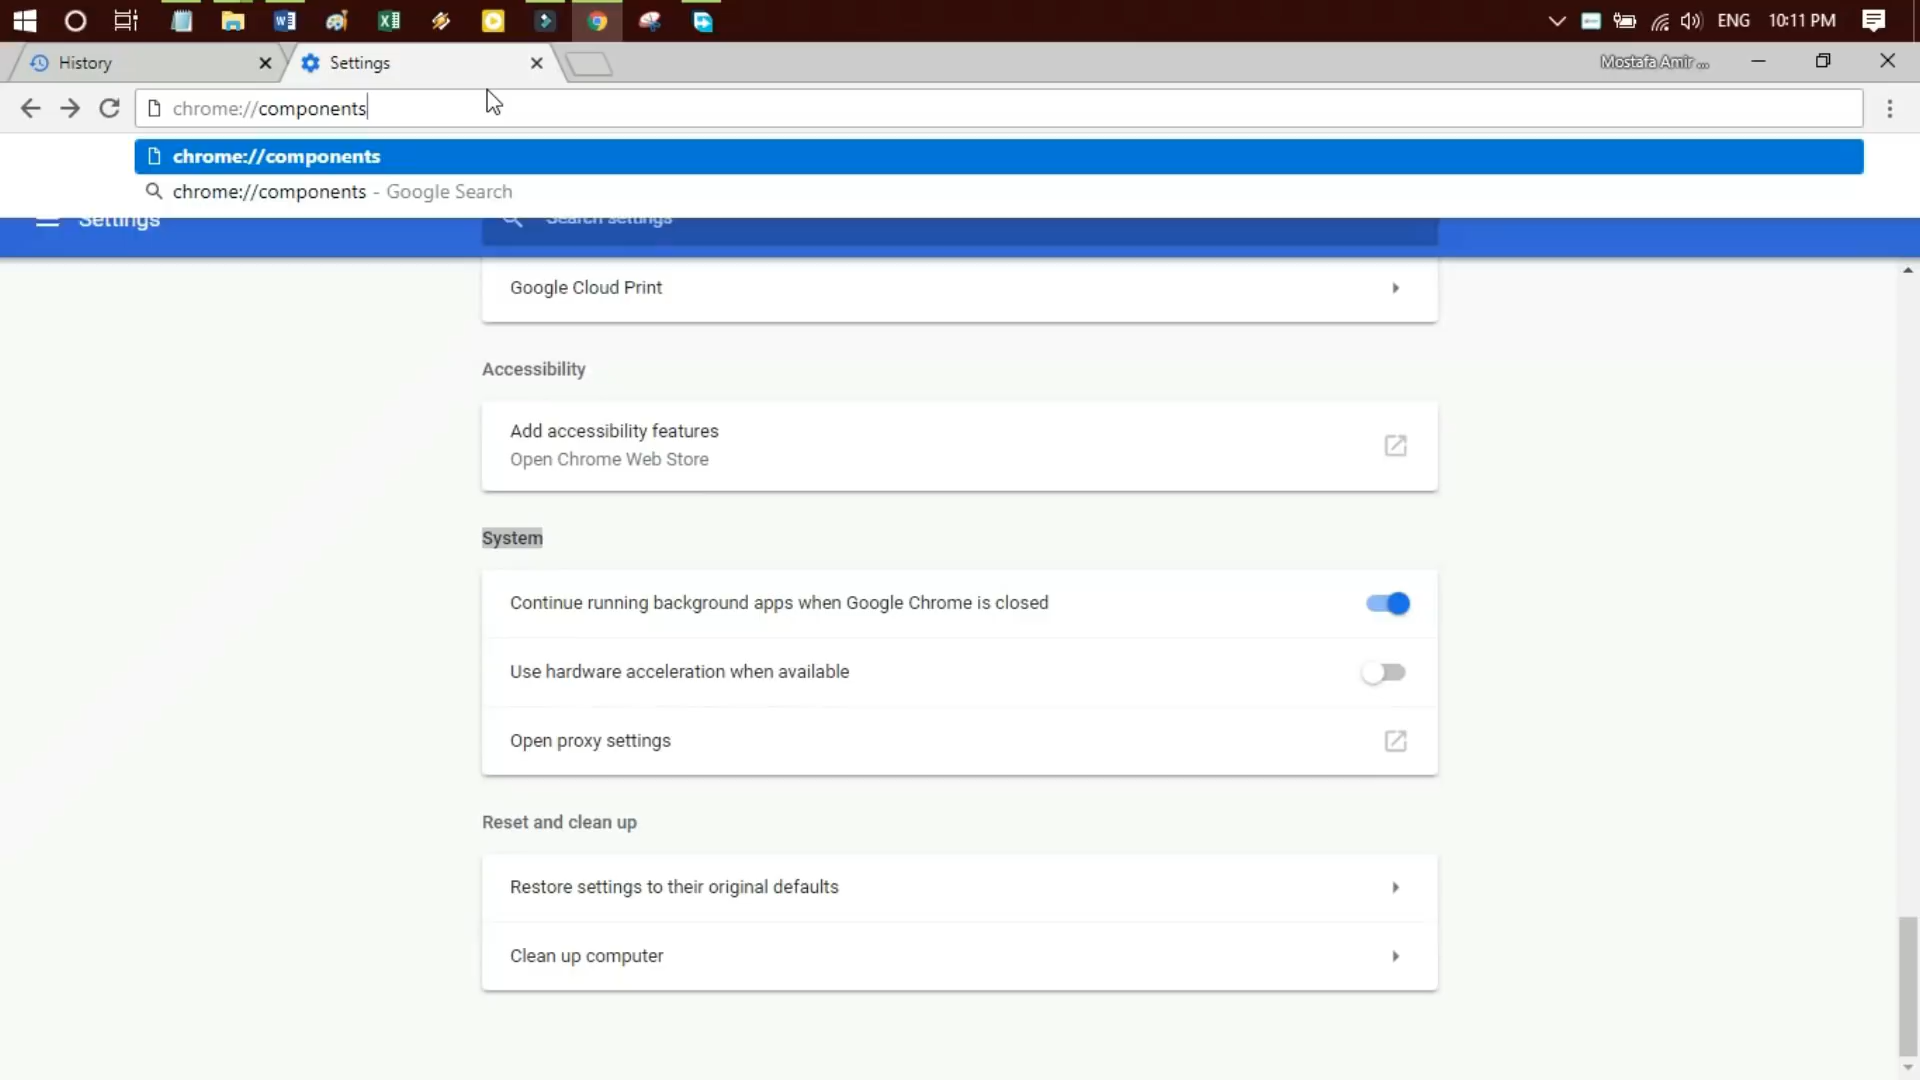 ENG 10:11 PM
History
Settings
Mostafa Amir ...
chrome://components
chrome://components
chrome://components - Google Search
Settings
Search settings
Google Cloud Print
Accessibility
Add accessibility features
Open Chrome Web Store
System
Continue running background apps when Google Chrome is closed
Use hardware acceleration when available
Open proxy settings
Reset and clean up
Restore settings to their original defaults
Clean up computer